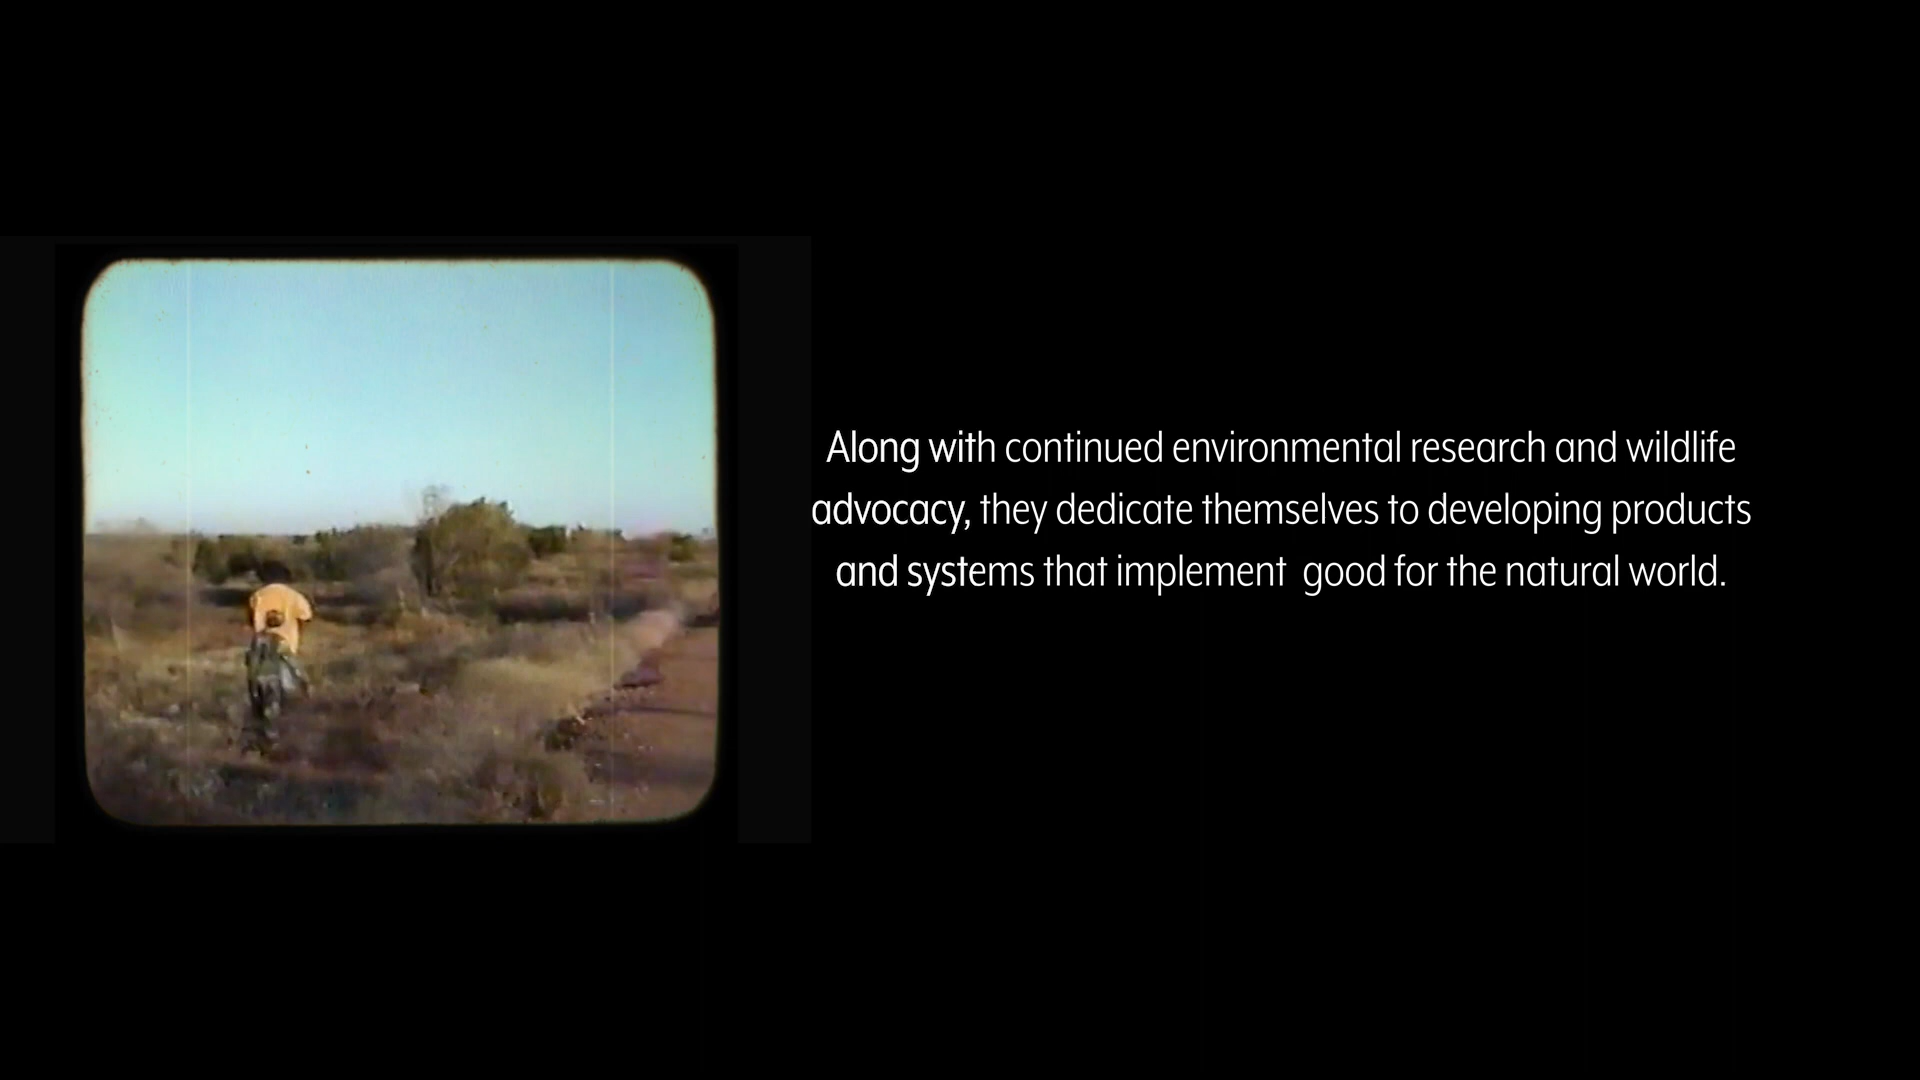 Along with continued environmental research and wildlife
advocacy, they dedicate themselves to developing products
and systems that implement  good for the natural world.